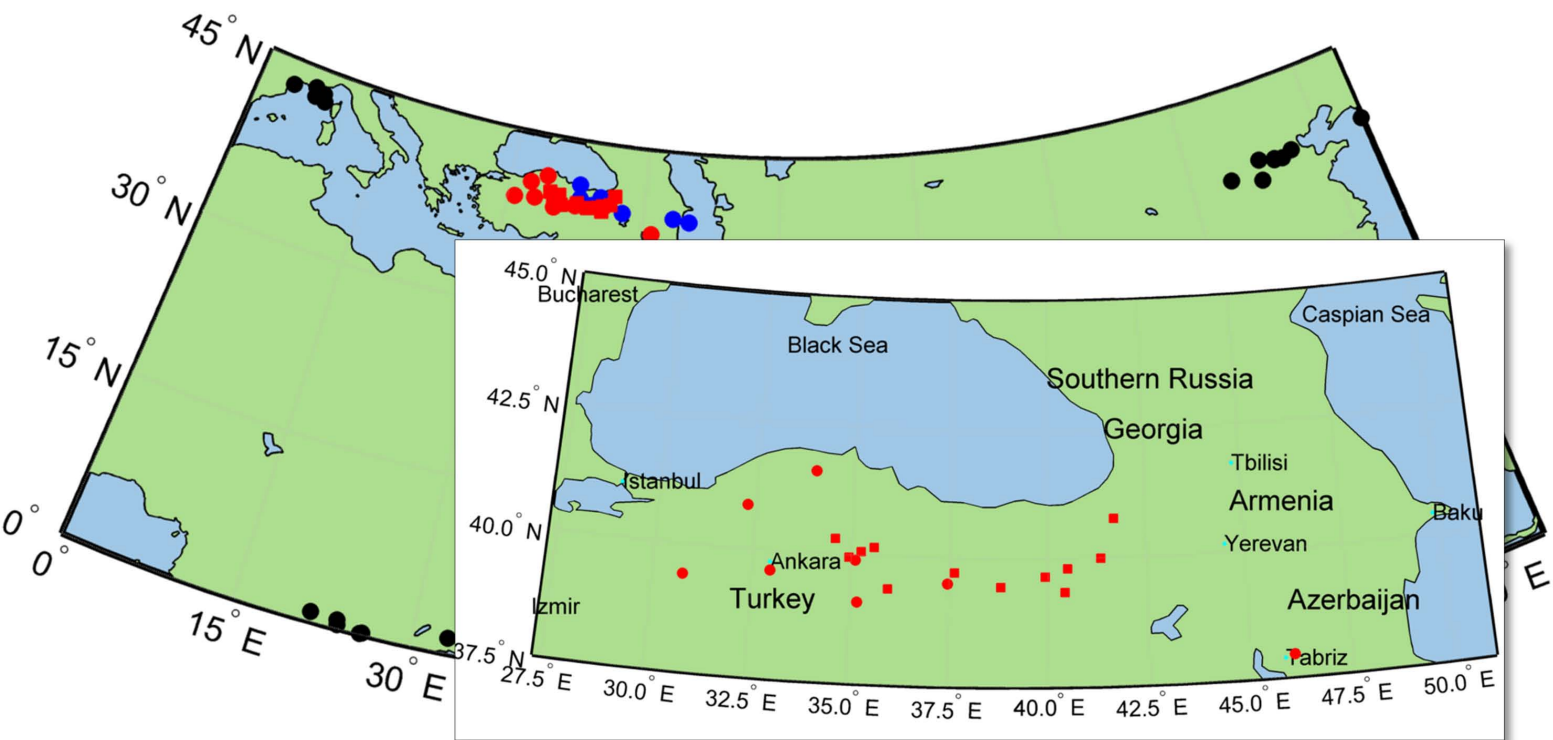 45° N
30° N
15° N
0°
0°
15° E
30° E
E
45.0° N
Bucharest
Black Sea
Caspian Sea
42.5° N
Southern Russia
Georgia
Tbilisi
Istanbul
Armenia
Baku
40.0° N
Yerevan
Ankara
Turkey
Izmir
Azerbaijan
Tabriz
37.5° N
27.5° E
30.0° E
32.5° E
35.0° E
37.5° E
40.0° E
42.5° E
45.0° E
47.5° E
50.0° E